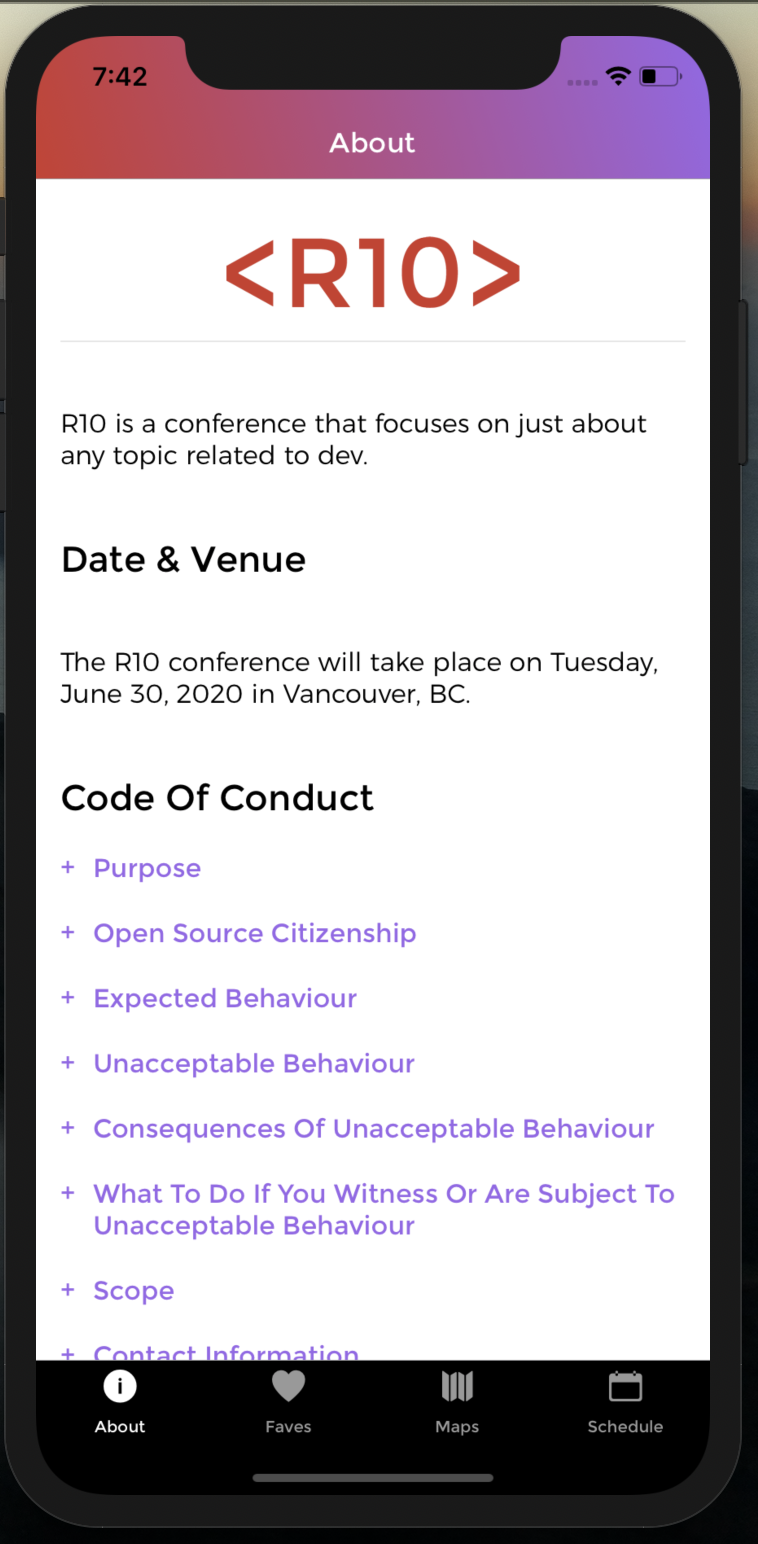 7:42
About
<R10>
R10 is a conference that focuses on just about
any topic related to dev.
Date & Venue
The R10 conference will take place on Tuesday,
June 30, 2020 in Vancouver, BC.
Code Of Conduct
+ Purpose
+ Open Source Citizenship
+ Expected Behaviour
+ Unacceptable Behaviour
+ Consequences Of Unacceptable Behaviour
+ What To Do If You Witness Or Are Subject To
Unacceptable Behaviour
+ Scope
+ Contact Information
About Faves Maps Schedule